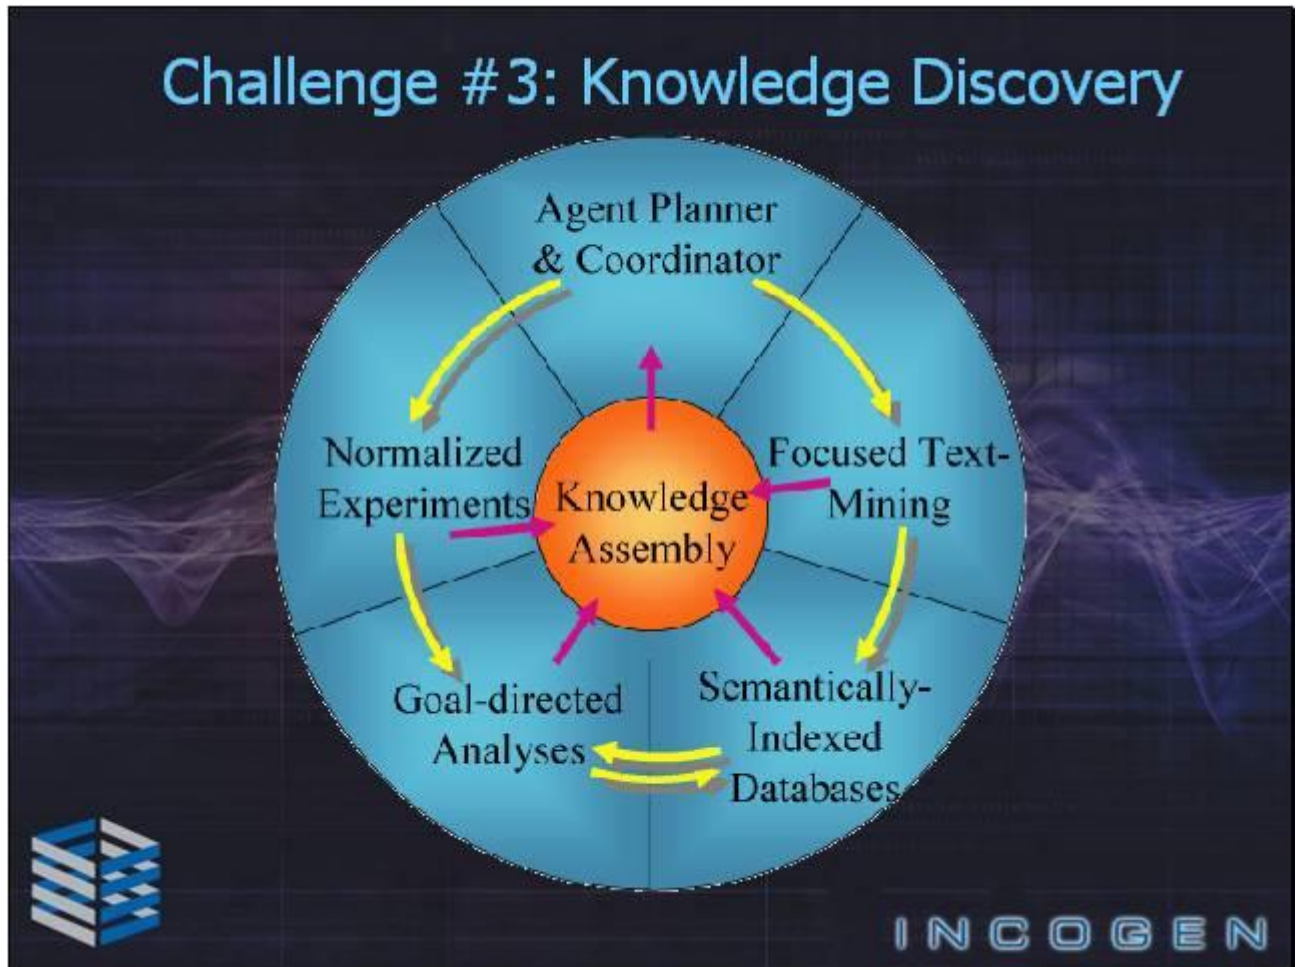 Challenge #3: Knowledge Discovery
Agent Planner
& Coordinator
Normalized
Experiments
Knowledge
Assembly
Focused Text-
Mining
Goal-directed
Analyses
Semantically-
Indexed
Databases
INCOGEN